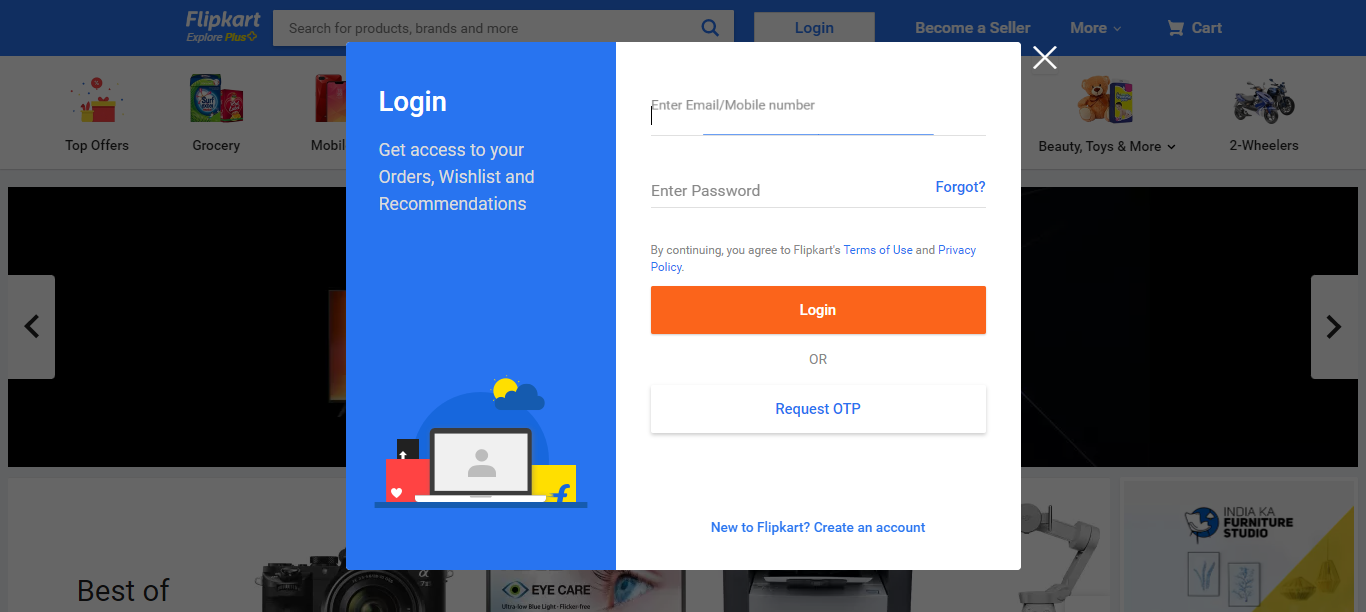 Flipkart
Explore Plus
Search for products, brands and more
Login
Become a Seller
More
Cart
Top Offers
Grocery
Mobil
Beauty, Toys & More
2-Wheelers
Login
Get access to your
Orders, Wishlist and
Recommendations
Enter Email/Mobile number
Enter Password
Forgot?
By continuing, you agree to Flipkart's Terms of Use and Privacy
Policy.
Login
OR
Request OTP
New to Flipkart? Create an account
Best of
EYE CARE
Ultra-low Blue Light · Flicker-free
INDIA KA
FURNITURE
STUDIO